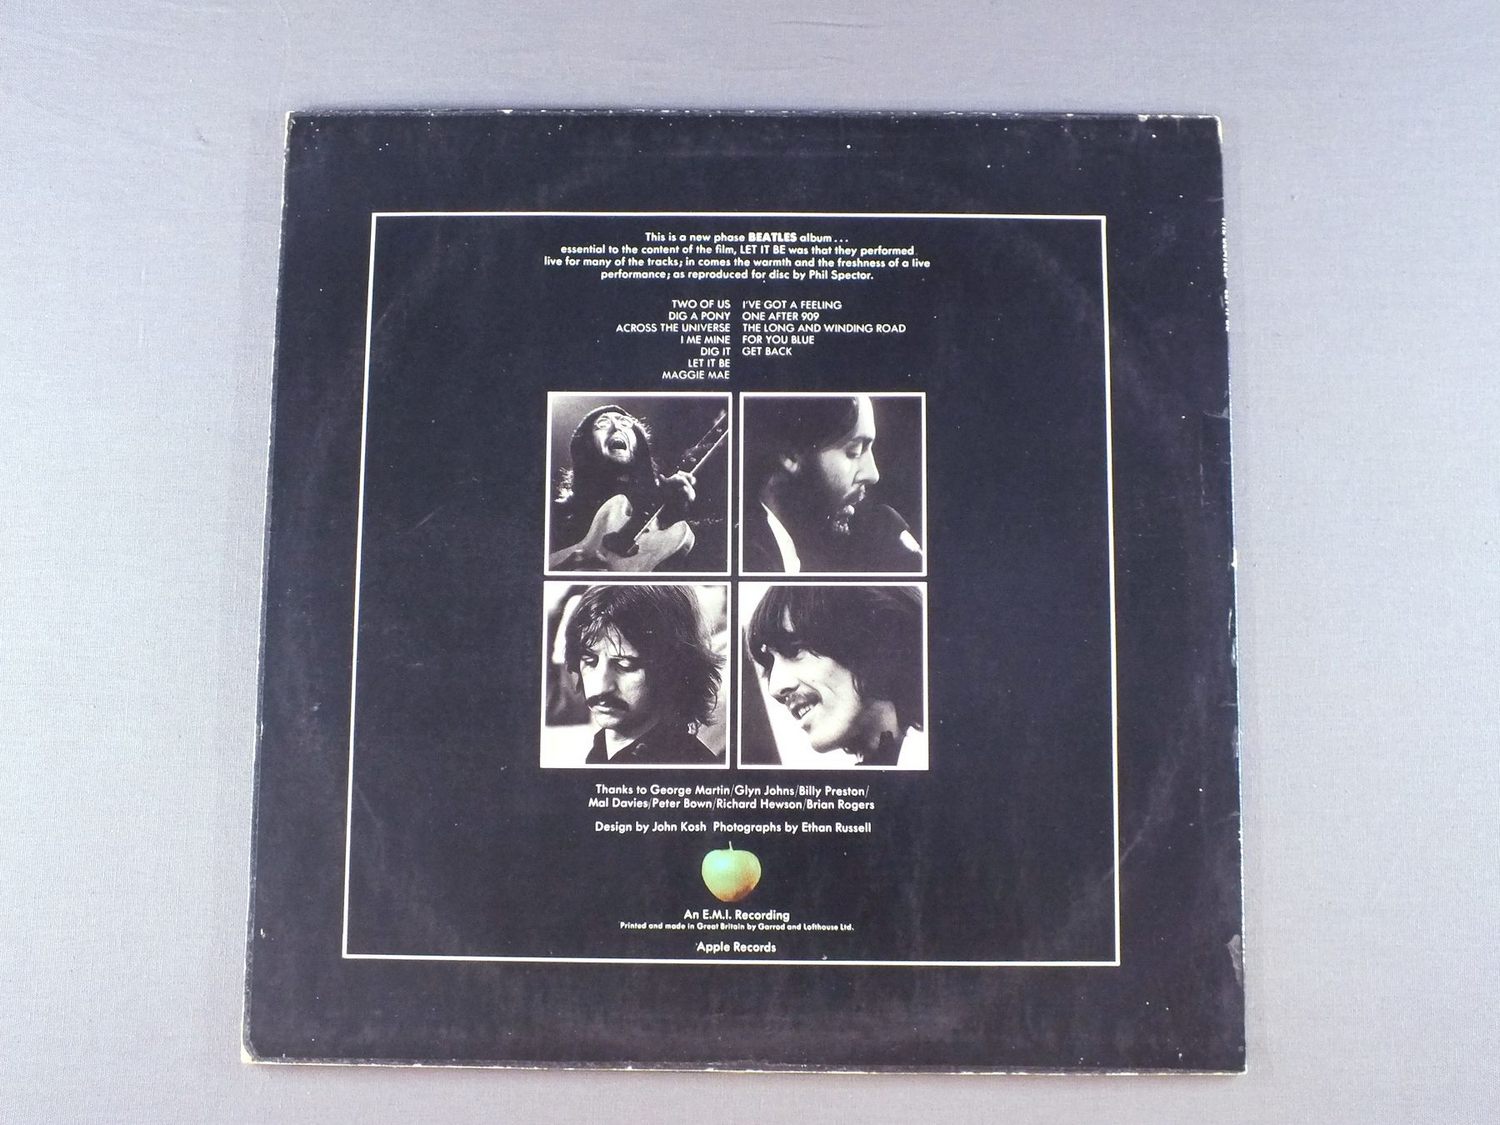 This is a new phase BEATLES album . . .
essential to the content of the film, LET IT BE was that they performed
live for many of the tracks; in comes the warmth and the freshness of a live
performance; as reproduced for disc by Phil Spector.
TWO OF US
DIG A PONY
ACROSS THE UNIVERSE
I ME MINE
DIG IT
LET IT BE
MAGGIE MAE
I'VE GOT A FEELING
ONE AFTER 909
THE LONG AND WINDING ROAD
FOR YOU BLUE
GET BACK
Thanks to George Martin/Glyn Johns/Billy Preston/
Mal Davies/Peter Bown/Richard Hewson/Brian Rogers
Design by John Kosh Photographs by Ethan Russell
An E.M.I. Recording
Printed and made in Great Britain by Garrod and Lofthouse Ltd.
Apple Records